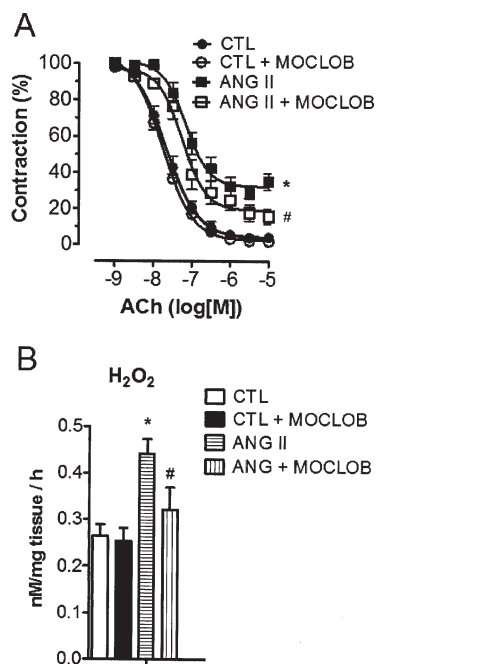 A
CTL
CTL + MOCLOB
ANG II
ANG II + MOCLOB
Contraction (%)
100
80
60
40
20
0
*
#
-9 -8 -7 -6 -5
ACh (log[M])
B
H₂O₂
CTL
CTL + MOCLOB
ANG II
ANG + MOCLOB
nM/mg tissue / h
0.5
0.4
0.3
0.2
0.1
0.0
*
#